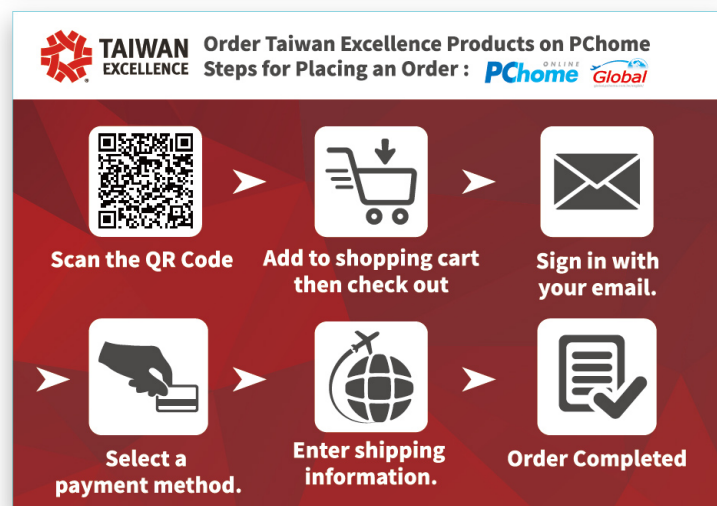 TAIWAN
EXCELLENCE
Order Taiwan Excellence Products on PChome
Steps for Placing an Order :
PChome
ONLINE
Global
Scan the QR Code
Add to shopping cart
then check out
Sign in with
your email.
Select a
payment method.
Enter shipping
information.
Order Completed